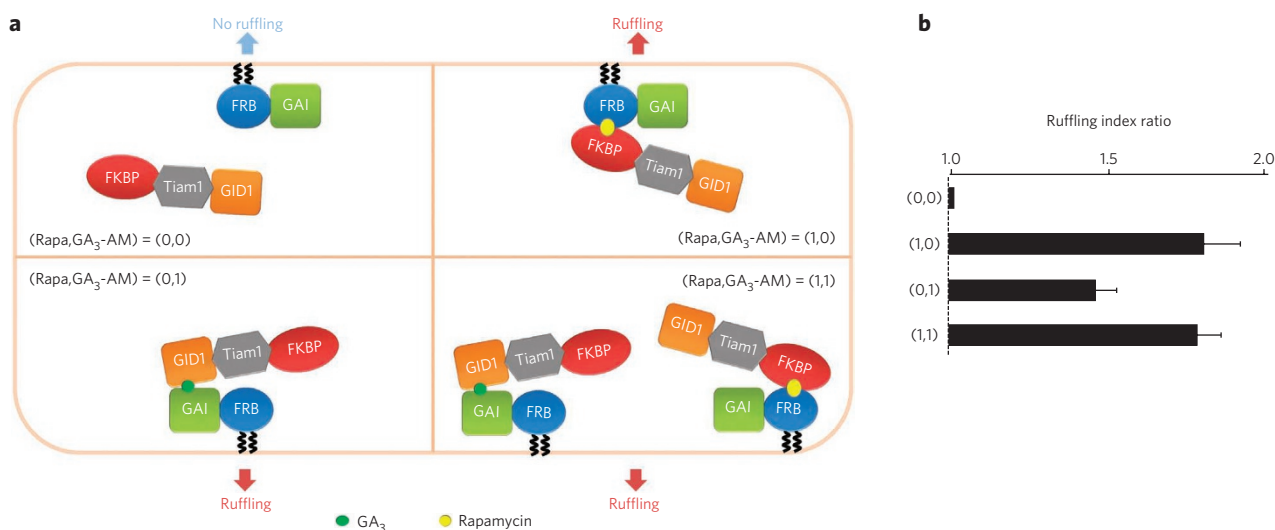 a
No ruffling
Ruffling
FRB
GAI
FKBP
Tiam1
GID1
(Rapa,GA₃-AM) = (0,0)
FRB
GAI
FKBP
Tiam1
GID1
(Rapa,GA₃-AM) = (1,0)
(Rapa,GA₃-AM) = (0,1)
GID1
Tiam1
FKBP
GAI
FRB
Ruffling
(Rapa,GA₃-AM) = (1,1)
GID1
Tiam1
FKBP
GAI
FRB
GID1
Tiam1
FKBP
GAI
FRB
Ruffling
GA₃
Rapamycin
b
Ruffling index ratio
1.0 1.5 2.0
(0,0)
(1,0)
(0,1)
(1,1)